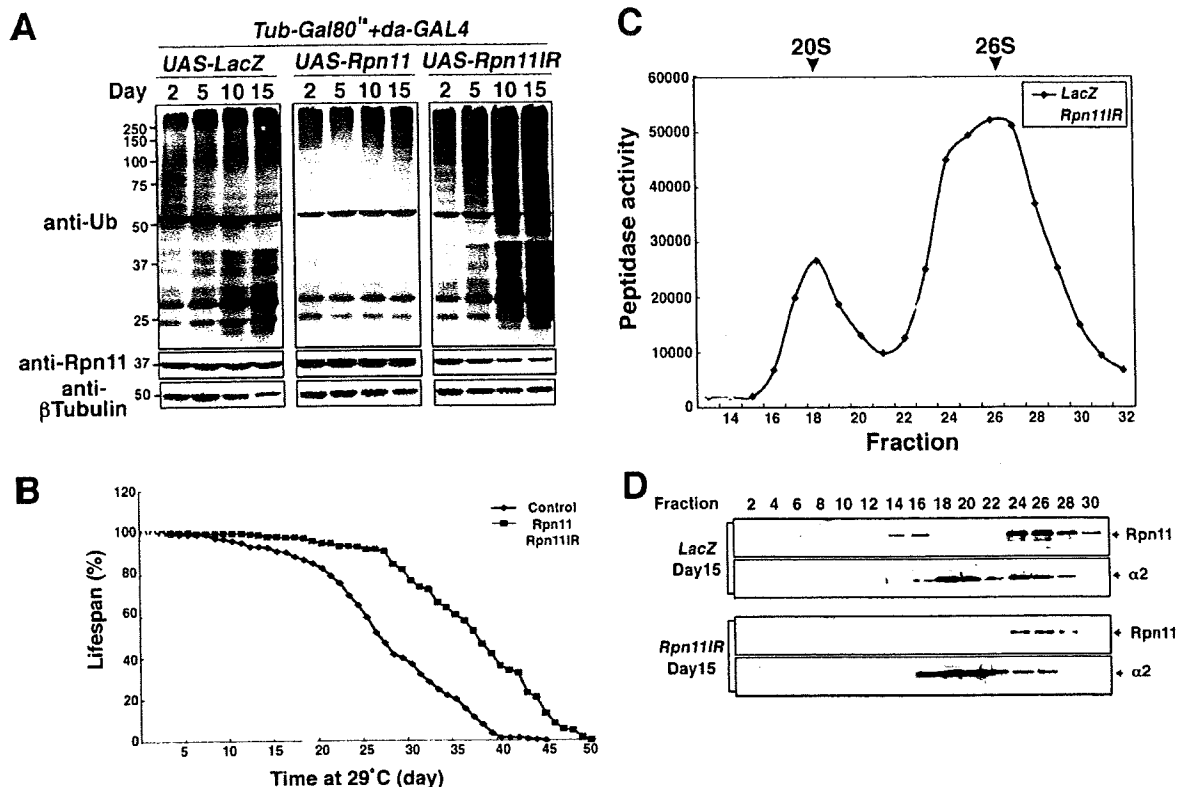 A
Tub-Gal80ts+da-GAL4
UAS-LacZ UAS-Rpn11 UAS-Rpn11IR
Day 2 5 10 15 2 5 10 15 2 5 10 15
250
150
100
75
anti-Ub
50
37
25
anti-Rpn11 37
anti-βTubulin 50
B
120
100
80
60
40
20
0
Lifespan (%)
Control
Rpn11
Rpn11IR
5 10 15 20 25 30 35 40 45 50
Time at 29˚C (day)
C
20S 26S
60000
50000
40000
30000
20000
10000
0
Peptidase activity
LacZ
Rpn11IR
14 16 18 20 22 24 26 28 30 32
Fraction
D
Fraction 2 4 6 8 10 12 14 16 18 20 22 24 26 28 30
LacZ
Day15
Rpn11
α2
Rpn11IR
Day15
Rpn11
α2